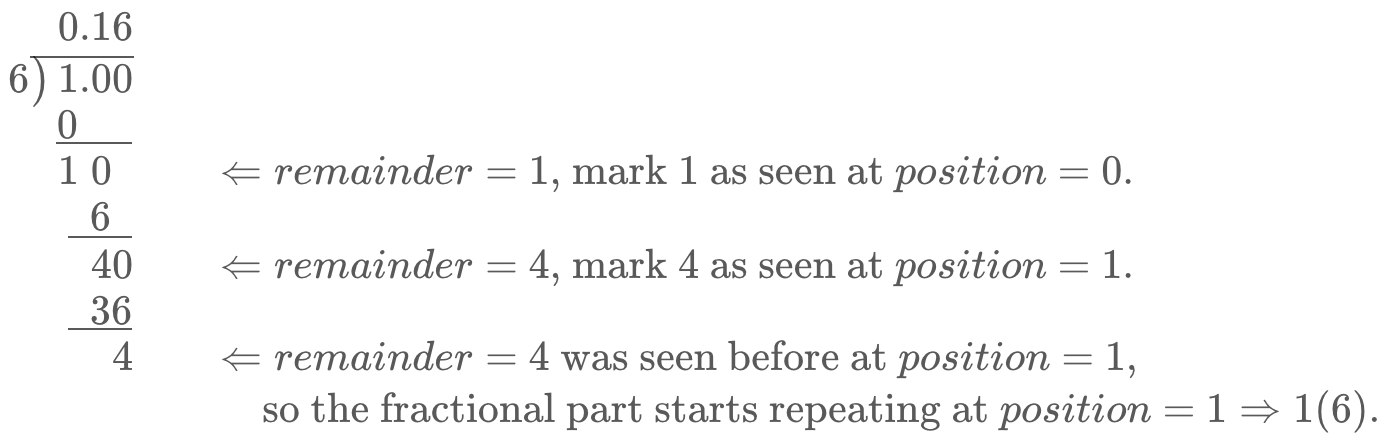 0.16
6) 1.00
0
1 0 ⇐ remainder = 1, mark 1 as seen at position = 0.
6
40 ⇐ remainder = 4, mark 4 as seen at position = 1.
36
4 ⇐ remainder = 4 was seen before at position = 1,
so the fractional part starts repeating at position = 1 ⇒ 1(6).